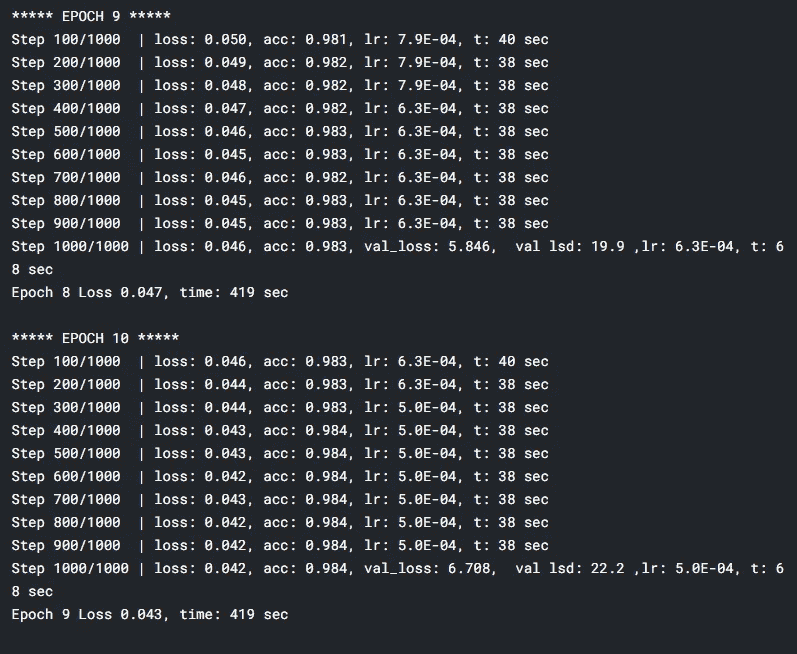 ***** EPOCH 9 *****
Step 100/1000  | loss: 0.050, acc: 0.981, lr: 7.9E-04, t: 40 sec
Step 200/1000  | loss: 0.049, acc: 0.982, lr: 7.9E-04, t: 38 sec
Step 300/1000  | loss: 0.048, acc: 0.982, lr: 7.9E-04, t: 38 sec
Step 400/1000  | loss: 0.047, acc: 0.982, lr: 6.3E-04, t: 38 sec
Step 500/1000  | loss: 0.046, acc: 0.983, lr: 6.3E-04, t: 38 sec
Step 600/1000  | loss: 0.045, acc: 0.983, lr: 6.3E-04, t: 38 sec
Step 700/1000  | loss: 0.046, acc: 0.982, lr: 6.3E-04, t: 38 sec
Step 800/1000  | loss: 0.045, acc: 0.983, lr: 6.3E-04, t: 38 sec
Step 900/1000  | loss: 0.045, acc: 0.983, lr: 6.3E-04, t: 38 sec
Step 1000/1000 | loss: 0.046, acc: 0.983, val_loss: 5.846,  val lsd: 19.9 ,lr: 6.3E-04, t: 6
8 sec
Epoch 8 Loss 0.047, time: 419 sec

***** EPOCH 10 *****
Step 100/1000  | loss: 0.046, acc: 0.983, lr: 6.3E-04, t: 40 sec
Step 200/1000  | loss: 0.044, acc: 0.983, lr: 6.3E-04, t: 38 sec
Step 300/1000  | loss: 0.044, acc: 0.983, lr: 5.0E-04, t: 38 sec
Step 400/1000  | loss: 0.043, acc: 0.984, lr: 5.0E-04, t: 38 sec
Step 500/1000  | loss: 0.043, acc: 0.984, lr: 5.0E-04, t: 38 sec
Step 600/1000  | loss: 0.042, acc: 0.984, lr: 5.0E-04, t: 38 sec
Step 700/1000  | loss: 0.043, acc: 0.984, lr: 5.0E-04, t: 38 sec
Step 800/1000  | loss: 0.042, acc: 0.984, lr: 5.0E-04, t: 38 sec
Step 900/1000  | loss: 0.042, acc: 0.984, lr: 5.0E-04, t: 38 sec
Step 1000/1000 | loss: 0.042, acc: 0.984, val_loss: 6.708,  val lsd: 22.2 ,lr: 5.0E-04, t: 6
8 sec
Epoch 9 Loss 0.043, time: 419 sec